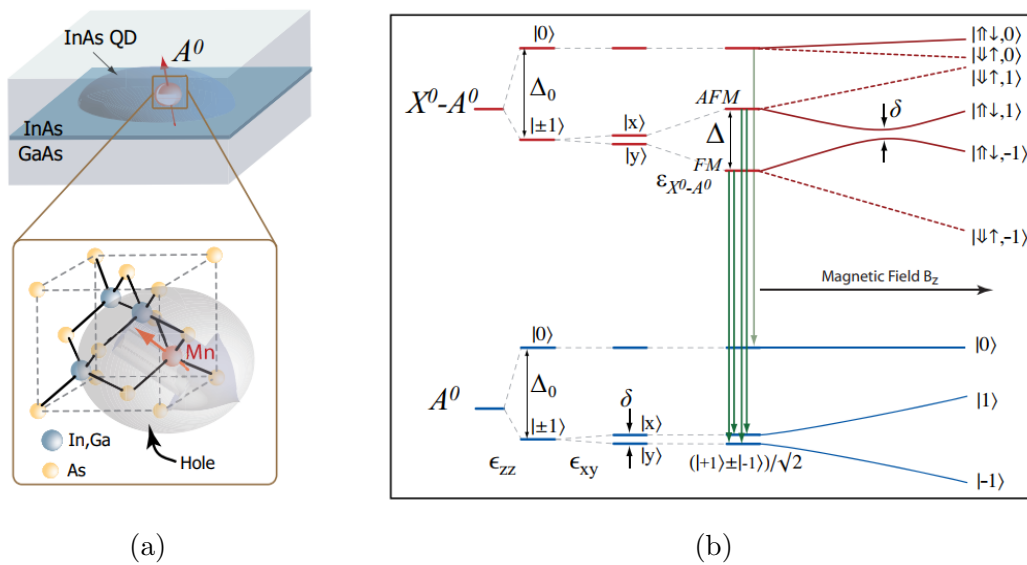 InAs QD
A⁰
InAs
GaAs
Mn
In,Ga
As
Hole
(a)
|0⟩
Δ₀
X⁰-A⁰
|±1⟩
|x⟩
|y⟩
AFM
Δ
FM
ε_X⁰-A⁰
δ
|⇑↓,0⟩
|⇓↑,0⟩
|⇓↑,1⟩
|⇑↓,1⟩
|⇑↓,-1⟩
|⇓↑,-1⟩
Magnetic Field B_z
|0⟩
Δ₀
A⁰
|±1⟩
δ
|x⟩
|y⟩
ϵ_zz
ϵ_xy
(|+1⟩±|-1⟩)/√2
|0⟩
|1⟩
|-1⟩
(b)